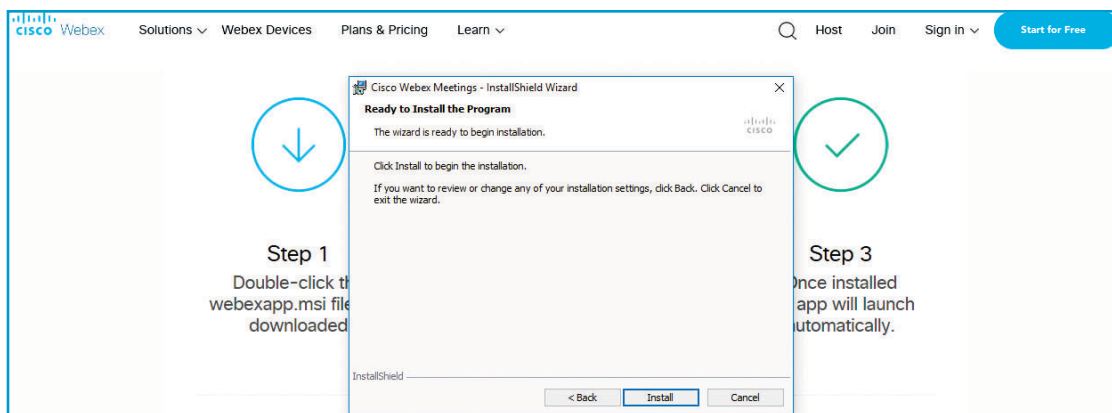 CISCO Webex Solutions Webex Devices Plans & Pricing Learn Host Join Sign in Start for Free
Cisco Webex Meetings - InstallShield Wizard
Ready to Install the Program
The wizard is ready to begin installation.
CISCO
Click Install to begin the installation.
If you want to review or change any of your installation settings, click Back. Click Cancel to
exit the wizard.
InstallShield
< Back Install Cancel
Step 1
Double-click
webexapp.msi file
downloaded
Step 3
installed
app will launch
automatically.